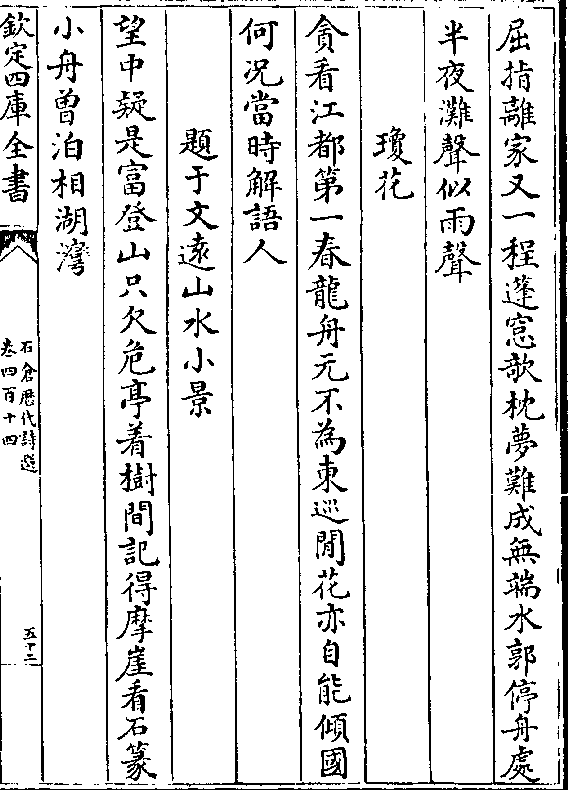 屈指離家又一程蓬窓欹枕夢難成無端水郭停舟處
半夜灘聲似雨聲
瓊花
貪看江都第一春龍舟元不為東巡閒花亦自能傾國
何況當時解語人
題于文遠山水小景
望中疑是富登山只欠危亭着樹間記得摩崖看石篆
小舟曾泊相湖灣
欽定四庫全書
石倉歴代詩選
卷四百十四
五十二